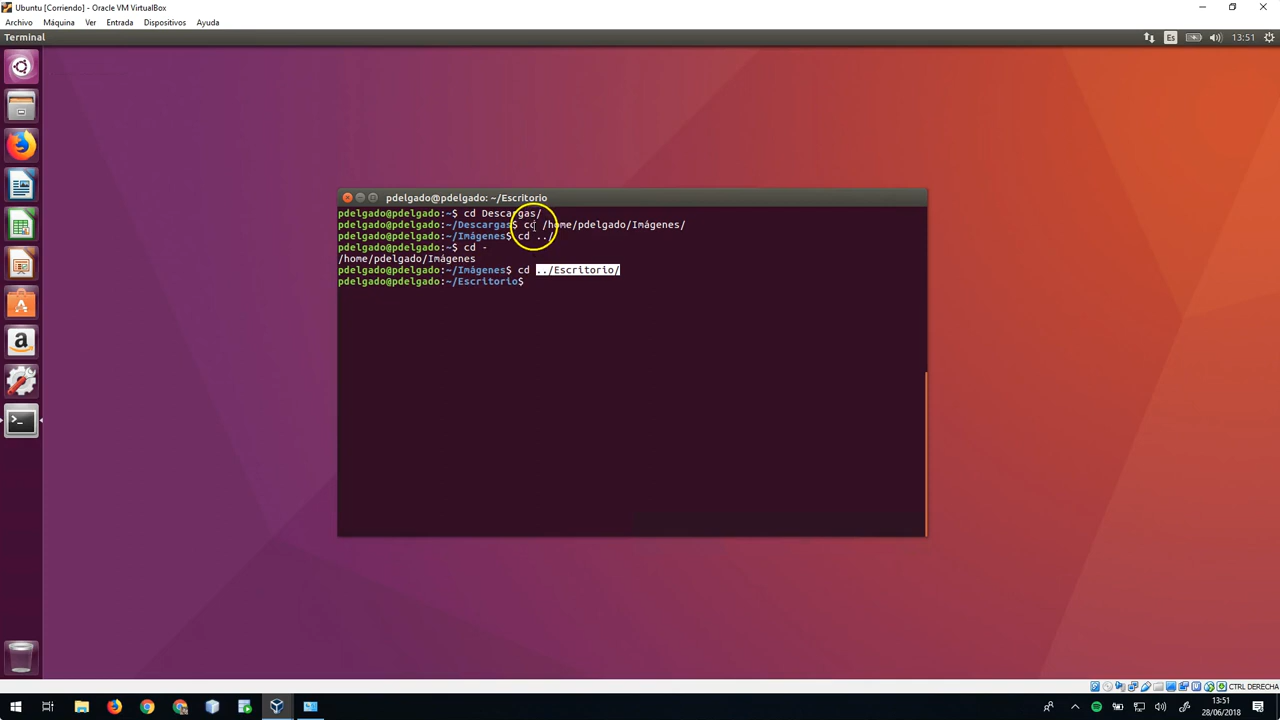 Ubuntu [Corriendo] - Oracle VM VirtualBox
Archivo Máquina Ver Entrada Dispositivos Ayuda
Terminal Es 13:51
pdelgado@pdelgado: ~/Escritorio
pdelgado@pdelgado:~$ cd Descargas/
pdelgado@pdelgado:~/Descargas$ cd /home/pdelgado/Imágenes/
pdelgado@pdelgado:~/Imágenes$ cd ../
pdelgado@pdelgado:~$ cd -
/home/pdelgado/Imágenes
pdelgado@pdelgado:~/Imágenes$ cd ../Escritorio/
pdelgado@pdelgado:~/Escritorio$
CTRL DERECHA
13:51
28/06/2018